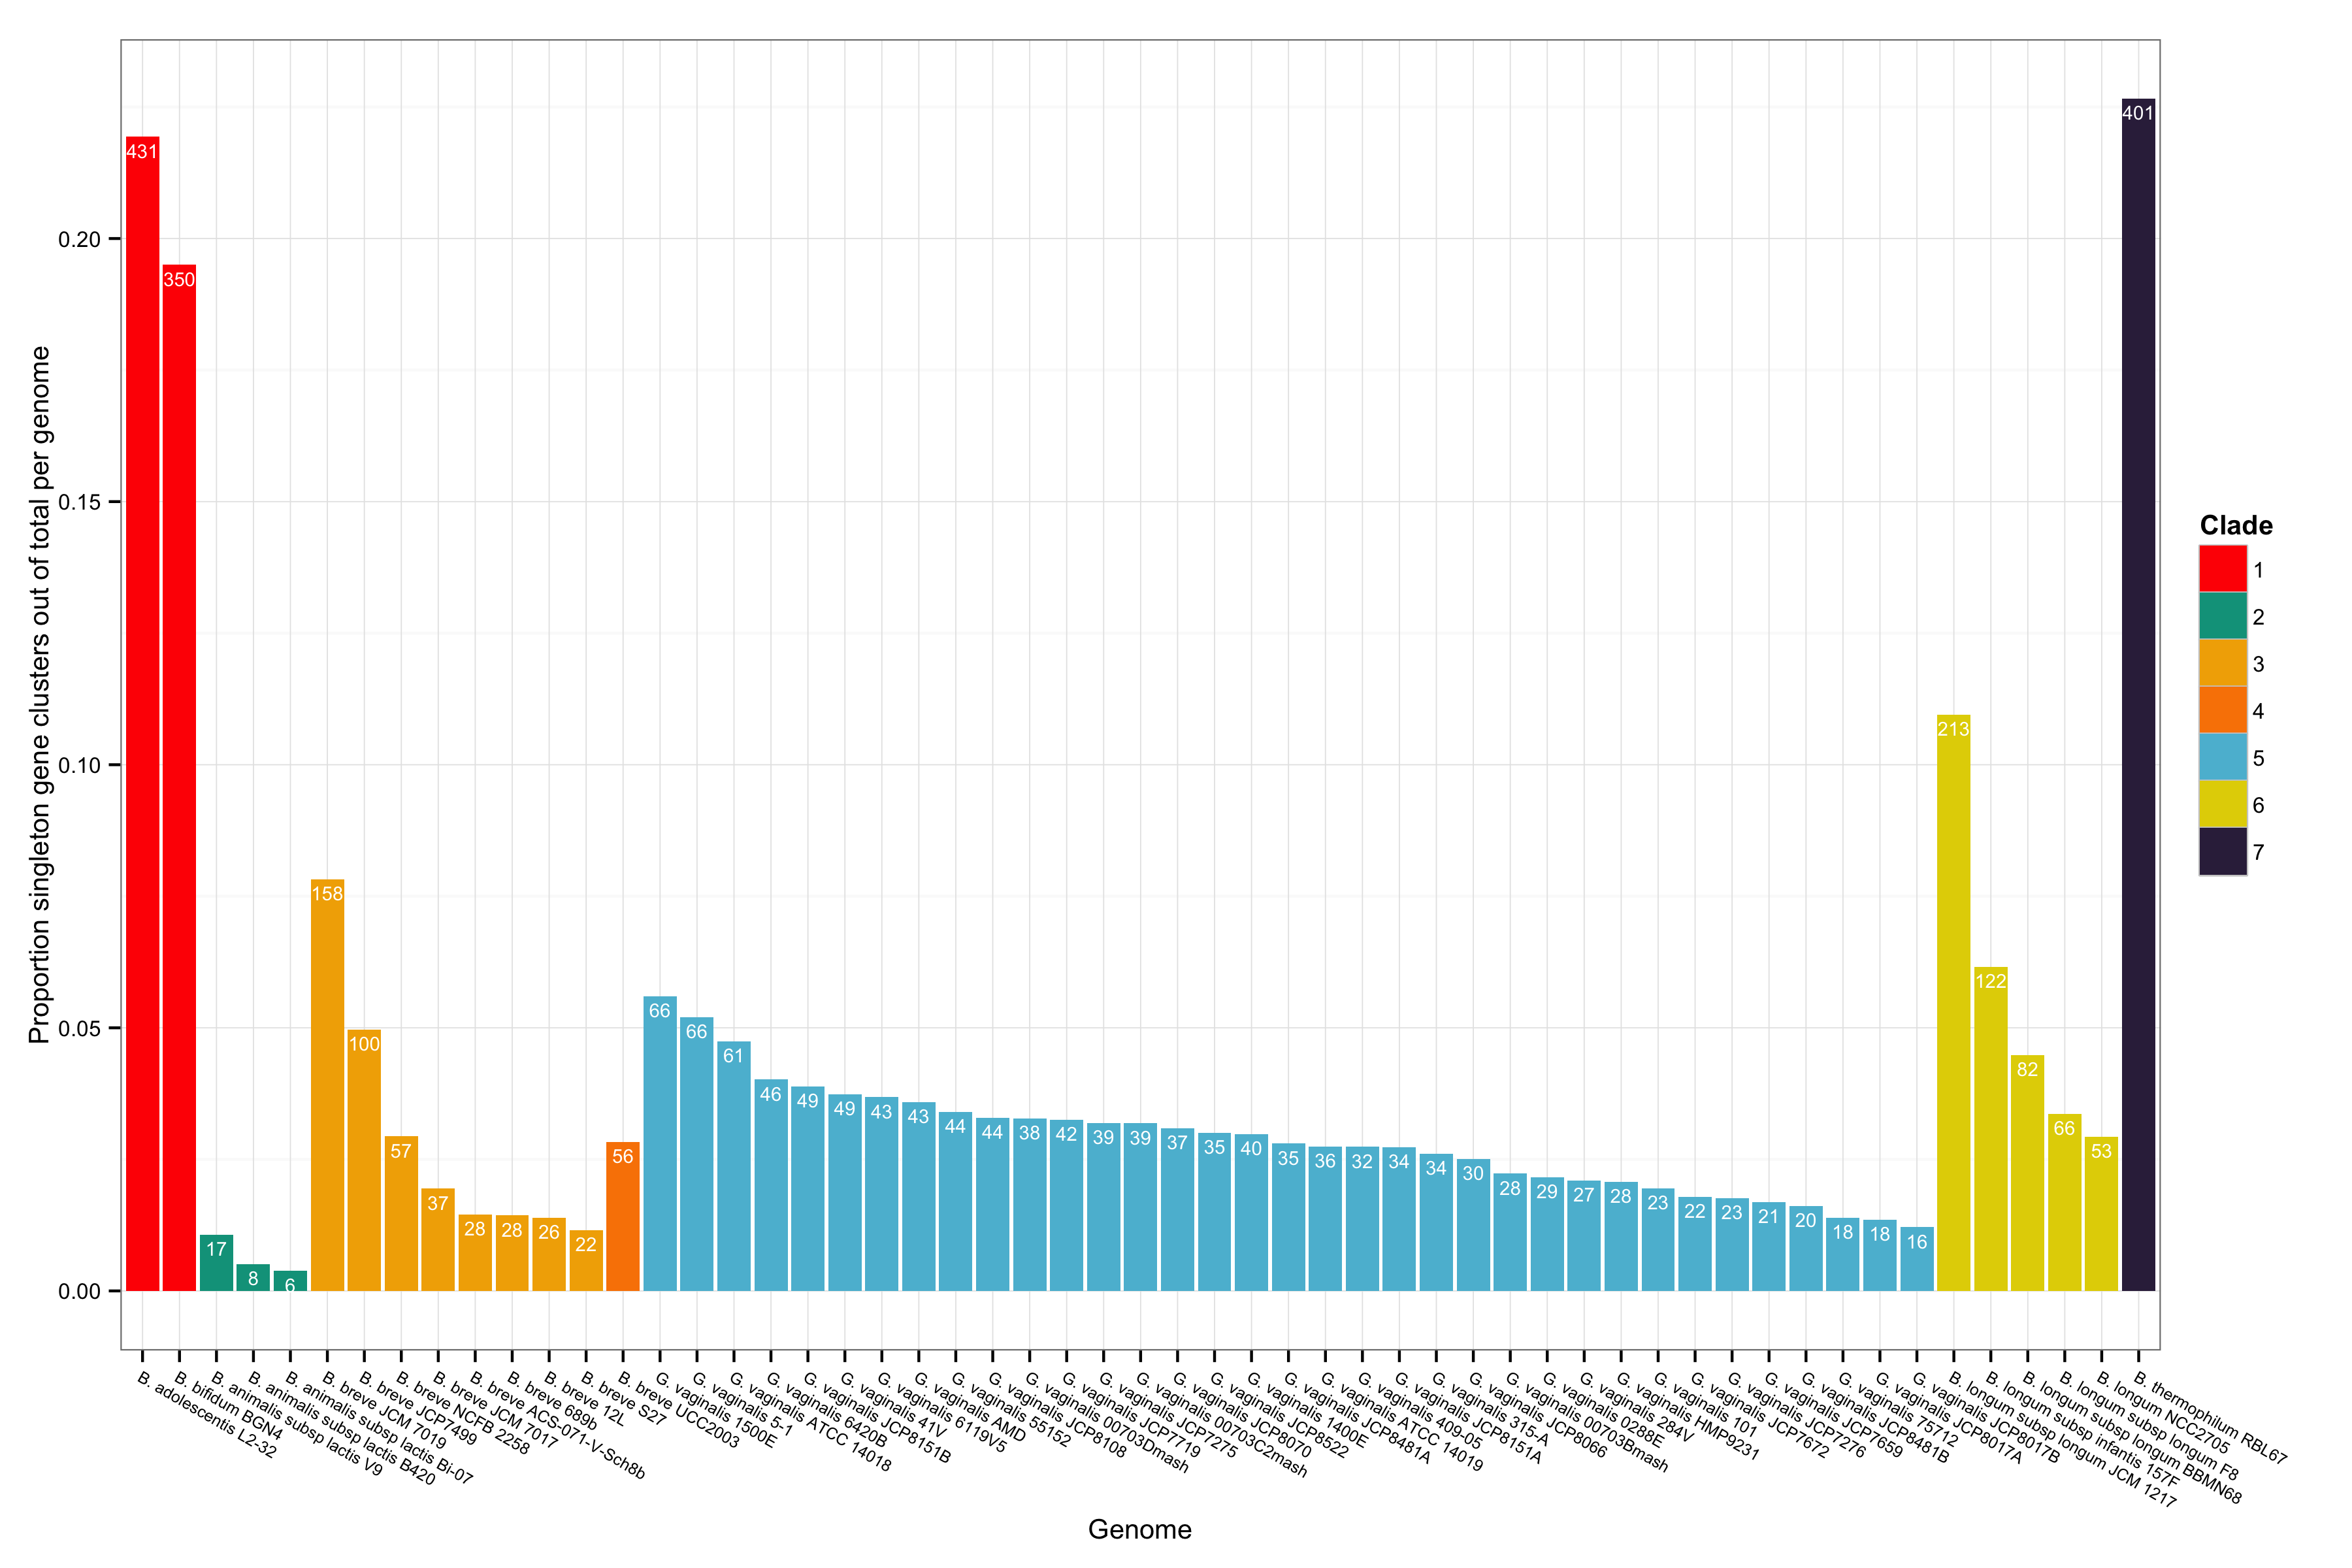 Proportion singleton gene clusters out of total per genome
0.20
0.15
0.10
0.05
0.00
431
350
17
8
6
158
100
57
37
28
28
26
22
56
66
66
61
46
49
49
43
43
44
44
38
42
39
39
37
35
40
35
36
32
34
34
30
28
29
27
28
23
22
23
21
20
18
18
16
213
122
82
66
53
401
B. adolescentis L2-32
B. bifidum BGN4
B. animalis subsp lactis V9
B. animalis subsp lactis B420
B. animalis subsp lactis Bi-07
B. breve JCM 7019
B. breve JCP7499
B. breve NCFB 2258
B. breve JCM 7017
B. breve ACS-071-V-Sch8b
B. breve 689b
B. breve 12L
B. breve S27
B. breve UCC2003
G. vaginalis 1500E
G. vaginalis 5-1
G. vaginalis ATCC 14018
G. vaginalis 6420B
G. vaginalis JCP8151B
G. vaginalis 41V
G. vaginalis 6119V5
G. vaginalis AMD
G. vaginalis 55152
G. vaginalis JCP8108
G. vaginalis 00703Dmash
G. vaginalis JCP7719
G. vaginalis JCP7275
G. vaginalis 00703C2mash
G. vaginalis JCP8070
G. vaginalis JCP8522
G. vaginalis 1400E
G. vaginalis JCP8481A
G. vaginalis ATCC 14019
G. vaginalis 409-05
G. vaginalis JCP8151A
G. vaginalis 315-A
G. vaginalis JCP8066
G. vaginalis 00703Bmash
G. vaginalis 0288E
G. vaginalis 284V
G. vaginalis HMP9231
G. vaginalis 101
G. vaginalis JCP7672
G. vaginalis JCP7276
G. vaginalis JCP7659
G. vaginalis JCP8481B
G. vaginalis 75712
G. vaginalis JCP8017A
G. vaginalis JCP8017B
B. longum subsp longum JCM 1217
B. longum subsp infantis 157F
B. longum subsp longum BBMN68
B. longum subsp longum F8
B. longum NCC2705
B. thermophilum RBL67
Genome
Clade
1
2
3
4
5
6
7